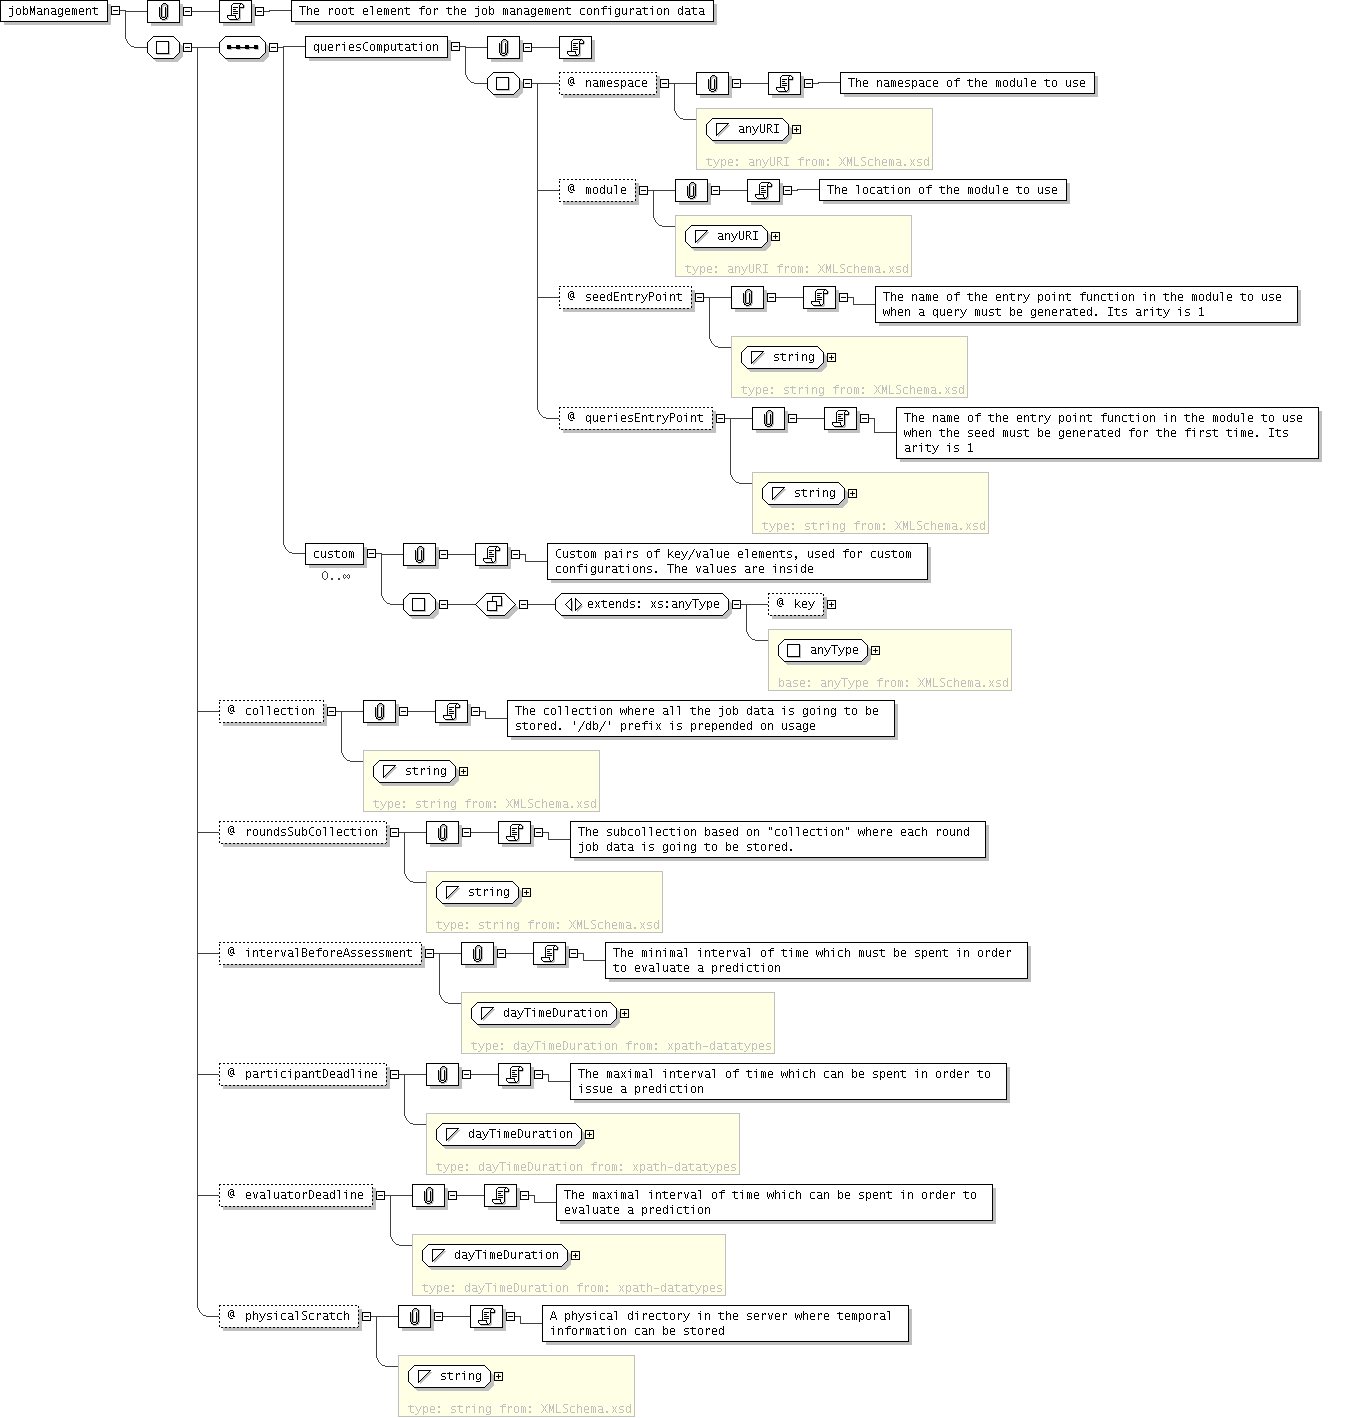 jobManagement
The root element for the job management configuration data
queriesComputation
@ namespace
The namespace of the module to use
anyURI
type: anyURI from: XMLSchema.xsd
@ module
The location of the module to use
anyURI
type: anyURI from: XMLSchema.xsd
@ seedEntryPoint
The name of the entry point function in the module to use
when a query must be generated. Its arity is 1
string
type: string from: XMLSchema.xsd
@ queriesEntryPoint
The name of the entry point function in the module to use
when the seed must be generated for the first time. Its
arity is 1
string
type: string from: XMLSchema.xsd
custom
0..∞
Custom pairs of key/value elements, used for custom
configurations. The values are inside
extends: xs:anyType
@ key
anyType
base: anyType from: XMLSchema.xsd
@ collection
The collection where all the job data is going to be
stored. '/db/' prefix is prepended on usage
string
type: string from: XMLSchema.xsd
@ roundsSubCollection
The subcollection based on "collection" where each round
job data is going to be stored.
string
type: string from: XMLSchema.xsd
@ intervalBeforeAssessment
The minimal interval of time which must be spent in order
to evaluate a prediction
dayTimeDuration
type: dayTimeDuration from: xpath-datatypes
@ participantDeadline
The maximal interval of time which can be spent in order to
issue a prediction
dayTimeDuration
type: dayTimeDuration from: xpath-datatypes
@ evaluatorDeadline
The maximal interval of time which can be spent in order to
evaluate a prediction
dayTimeDuration
type: dayTimeDuration from: xpath-datatypes
@ physicalScratch
A physical directory in the server where temporal
information can be stored
string
type: string from: XMLSchema.xsd